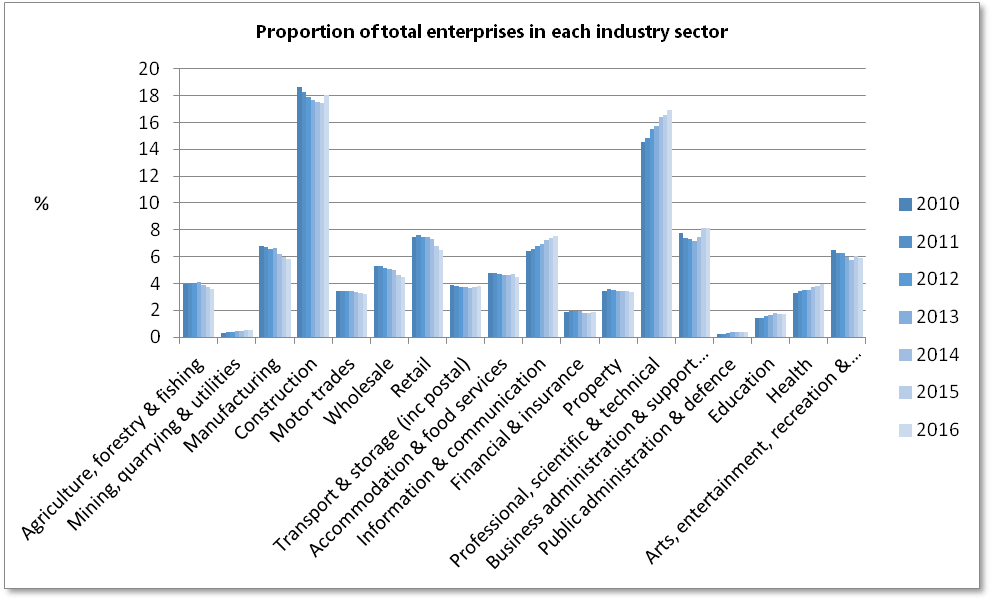 Proportion of total enterprises in each industry sector
20
18
16
14
12
10
8
6
4
2
0
%
Agriculture, forestry & fishing
Mining, quarrying & utilities
Manufacturing
Construction
Motor trades
Wholesale
Retail
Transport & storage (inc postal)
Accommodation & food services
Information & communication
Financial & insurance
Property
Professional, scientific & technical
Business administration & support...
Public administration & defence
Education
Health
Arts, entertainment, recreation &...
2010
2011
2012
2013
2014
2015
2016